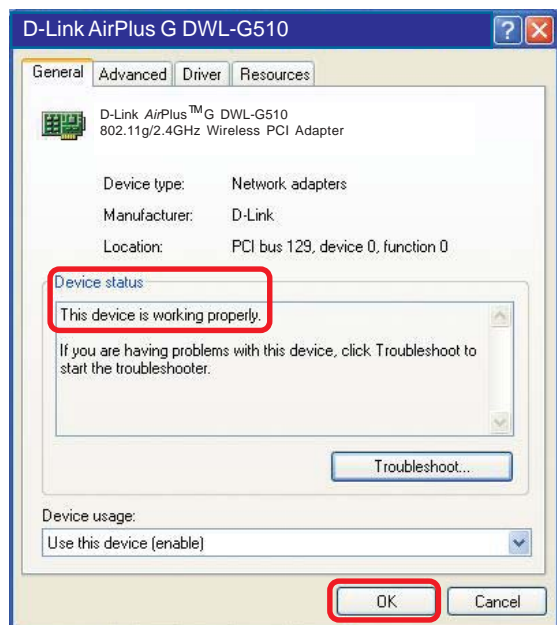 D-Link AirPlus G DWL-G510
General Advanced Driver Resources
D-Link AirPlus™G DWL-G510
802.11g/2.4GHz Wireless PCI Adapter
Device type: Network adapters
Manufacturer: D-Link
Location: PCI bus 129, device 0, function 0
Device status
This device is working properly.
If you are having problems with this device, click Troubleshoot to
start the troubleshooter.
Troubleshoot...
Device usage:
Use this device (enable)
OK Cancel